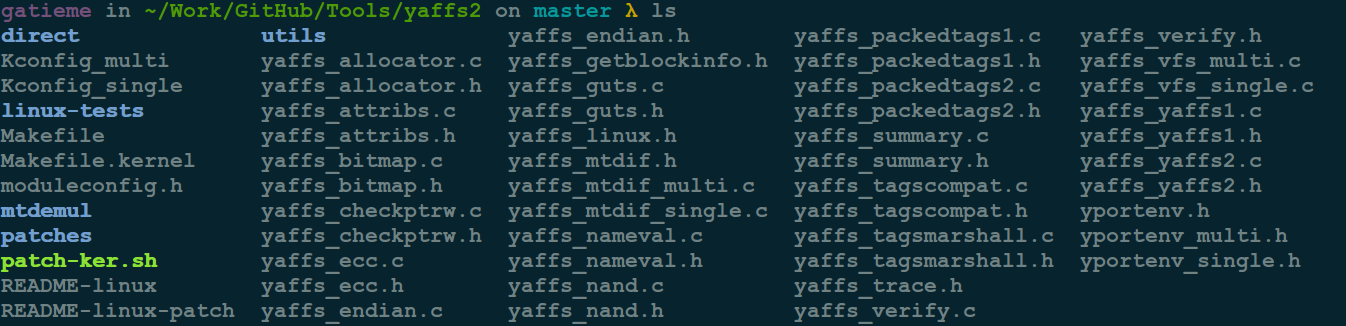 gatieme in ~/Work/GitHub/Tools/yaffs2 on master λ ls
direct utils yaffs_endian.h yaffs_packedtags1.c yaffs_verify.h
Kconfig_multi yaffs_allocator.c yaffs_getblockinfo.h yaffs_packedtags1.h yaffs_vfs_multi.c
Kconfig_single yaffs_allocator.h yaffs_guts.c yaffs_packedtags2.c yaffs_vfs_single.c
linux-tests yaffs_attribs.c yaffs_guts.h yaffs_packedtags2.h yaffs_yaffs1.c
Makefile yaffs_attribs.h yaffs_linux.h yaffs_summary.c yaffs_yaffs1.h
Makefile.kernel yaffs_bitmap.c yaffs_mtdif.h yaffs_summary.h yaffs_yaffs2.c
moduleconfig.h yaffs_bitmap.h yaffs_mtdif_multi.c yaffs_tagscompat.c yaffs_yaffs2.h
mtdemul yaffs_checkptrw.c yaffs_mtdif_single.c yaffs_tagscompat.h yportenv.h
patches yaffs_checkptrw.h yaffs_nameval.c yaffs_tagsmarshall.c yportenv_multi.h
patch-ker.sh yaffs_ecc.c yaffs_nameval.h yaffs_tagsmarshall.h yportenv_single.h
README-linux yaffs_ecc.h yaffs_nand.c yaffs_trace.h
README-linux-patch yaffs_endian.c yaffs_nand.h yaffs_verify.c